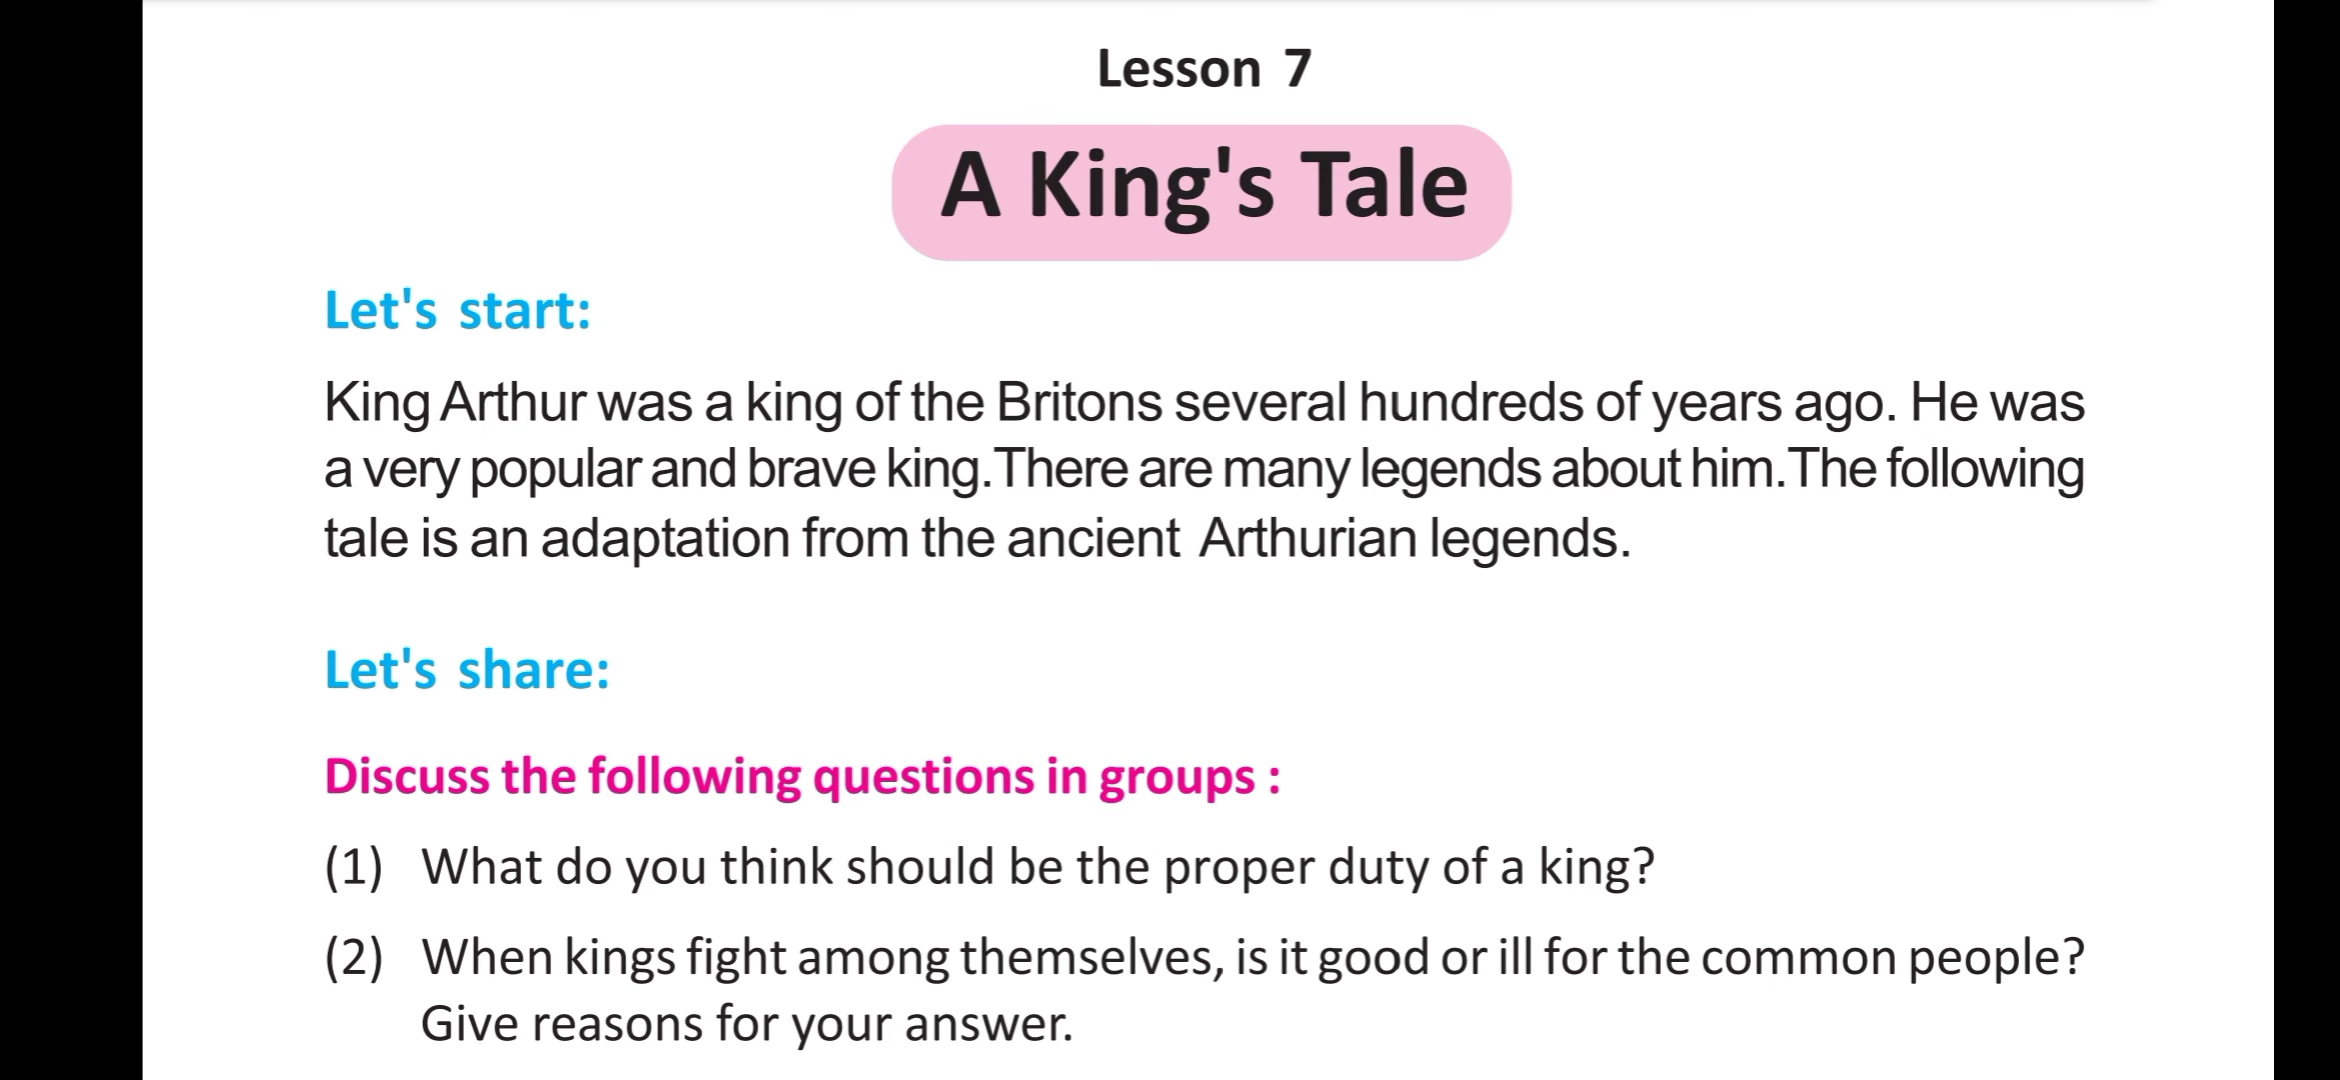 Lesson 7
A King's Tale
Let's start:
King Arthur was a king of the Britons several hundreds of years ago. He was
a very popular and brave king.There are many legends about him.The following
tale is an adaptation from the ancient Arthurian legends.
Let's share:
Discuss the following questions in groups :
(1) What do you think should be the proper duty of a king?
(2) When kings fight among themselves, is it good or ill for the common people?
Give reasons for your answer.